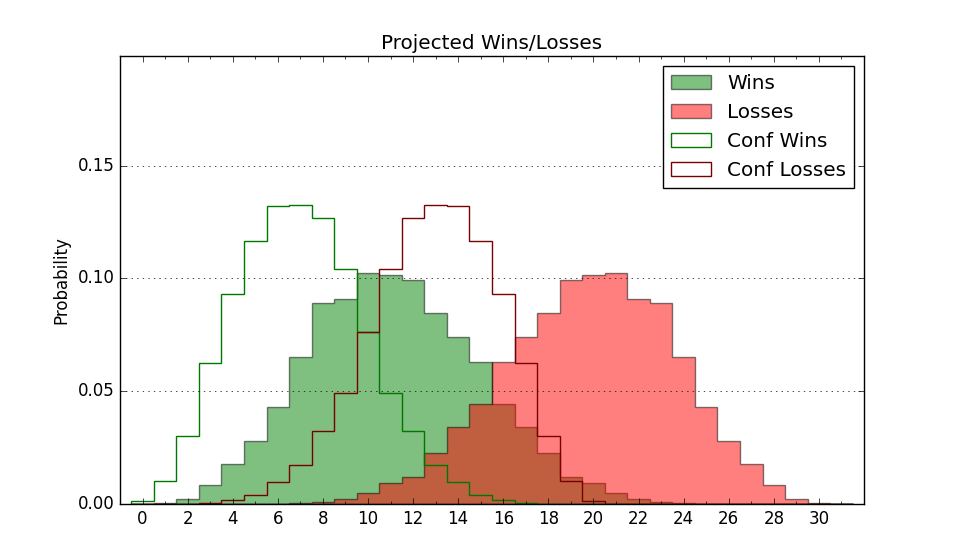 Projected Wins/Losses
Wins
Losses
Conf Wins
Conf Losses
Probability
0.15
0.10
0.05
0.00
0 2 4 6 8 10 12 14 16 18 20 22 24 26 28 30